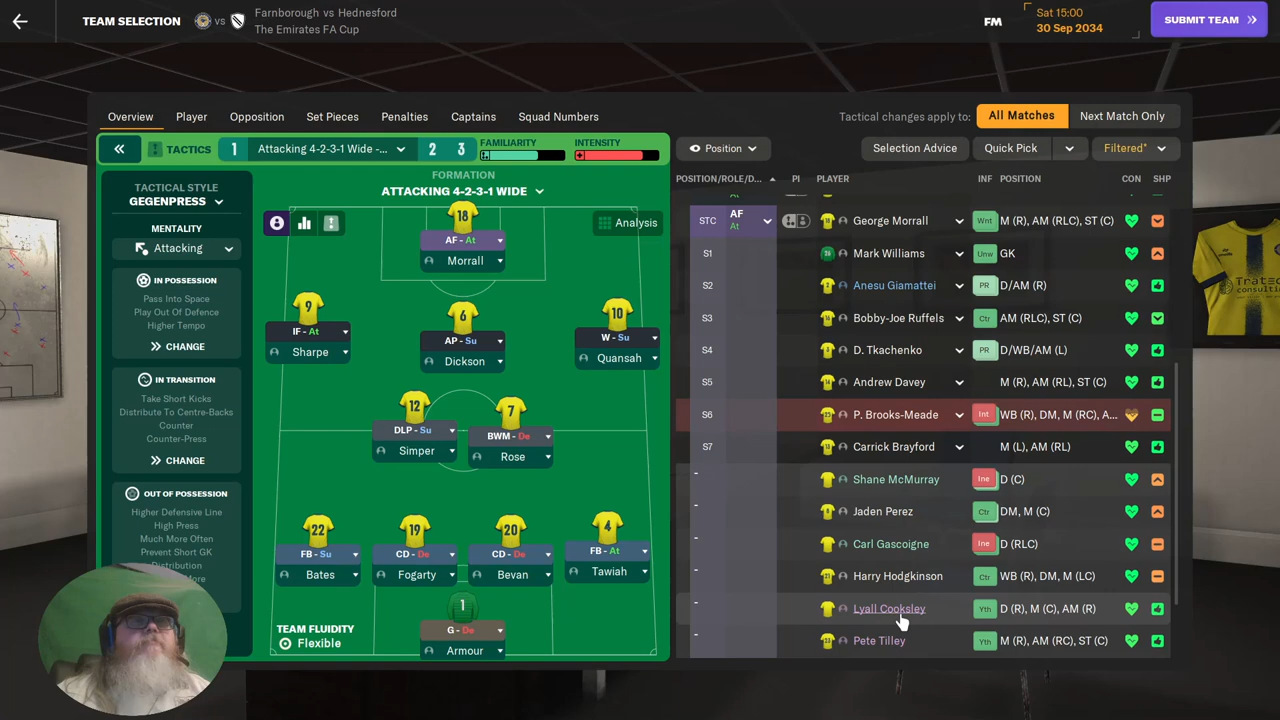 TEAM SELECTION
vs
Farnborough vs Hednesford
The Emirates FA Cup
FM
Sat 15:00
30 Sep 2034
SUBMIT TEAM
Overview Player Opposition Set Pieces Penalties Captains Squad Numbers
Tactical changes apply to: All Matches Next Match Only
TACTICS 1 Attacking 4-2-3-1 Wide -... 2 3
FAMILIARITY INTENSITY
Position Selection Advice Quick Pick Filtered*
TACTICAL STYLE
GEGENPRESS
MENTALITY
Attacking
IN POSSESSION
Pass Into Space
Play Out Of Defence
Higher Tempo
CHANGE
IN TRANSITION
Take Short Kicks
Distribute To Centre-Backs
Counter
Counter-Press
CHANGE
OUT OF POSSESSION
Higher Defensive Line
High Press
Much More Often
Prevent Short GK
Distribution
FORMATION
ATTACKING 4-2-3-1 WIDE
Analysis
18
AF - At
Morrall
9
IF - At
Sharpe
6
AP - Su
Dickson
10
W - Su
Quansah
12
DLP - Su
Simper
7
BWM - De
Rose
22
FB - Su
Bates
19
CD - De
Fogarty
20
CD - De
Bevan
4
FB - At
Tawiah
1
G - De
Armour
TEAM FLUIDITY
Flexible
POSITION/ROLE/D... PI PLAYER INF POSITION CON SHP
STC AF At George Morrall Wnt M (R), AM (RLC), ST (C)
S1 Mark Williams Unw GK
S2 Anesu Giamattei PR D/AM (R)
S3 Bobby-Joe Ruffels Ctr AM (RLC), ST (C)
S4 D. Tkachenko PR D/WB/AM (L)
S5 Andrew Davey M (R), AM (RL), ST (C)
S6 P. Brooks-Meade Int WB (R), DM, M (RC), A...
S7 Carrick Brayford M (L), AM (RL)
- Shane McMurray Ine D (C)
- Jaden Perez Ctr DM, M (C)
- Carl Gascoigne Ine D (RLC)
- Harry Hodgkinson Ctr WB (R), DM, M (LC)
- Lyall Cooksley Yth D (R), M (C), AM (R)
- Pete Tilley Yth M (R), AM (RC), ST (C)